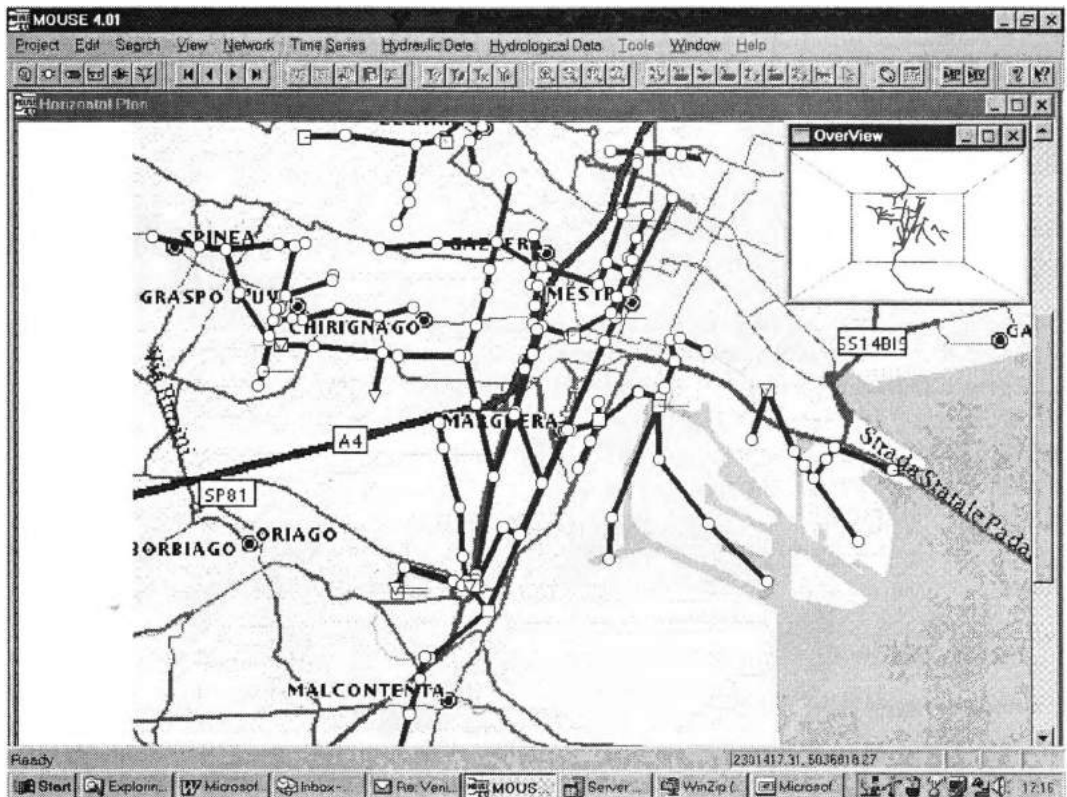 MOUSE 4.01
Project Edit Search View Network Time Series Hydraulic Data Hydrological Data Tools Window Help
Horizontal Plan
OverView
SPINEA
GRASPO D'UV
CHIRIGNAGO
MESTR
SS14BIS
MARGHERA
A4
SP81
Strada Statale Pada
ORIAGO
BORBIAGO
MALCONTENTA
Ready
2301417.31, 5036818.27
Start Explorin... Microsof... Inbox - Re: Veni... MOUS... Server ... WinZip (... Microsof... 17:16